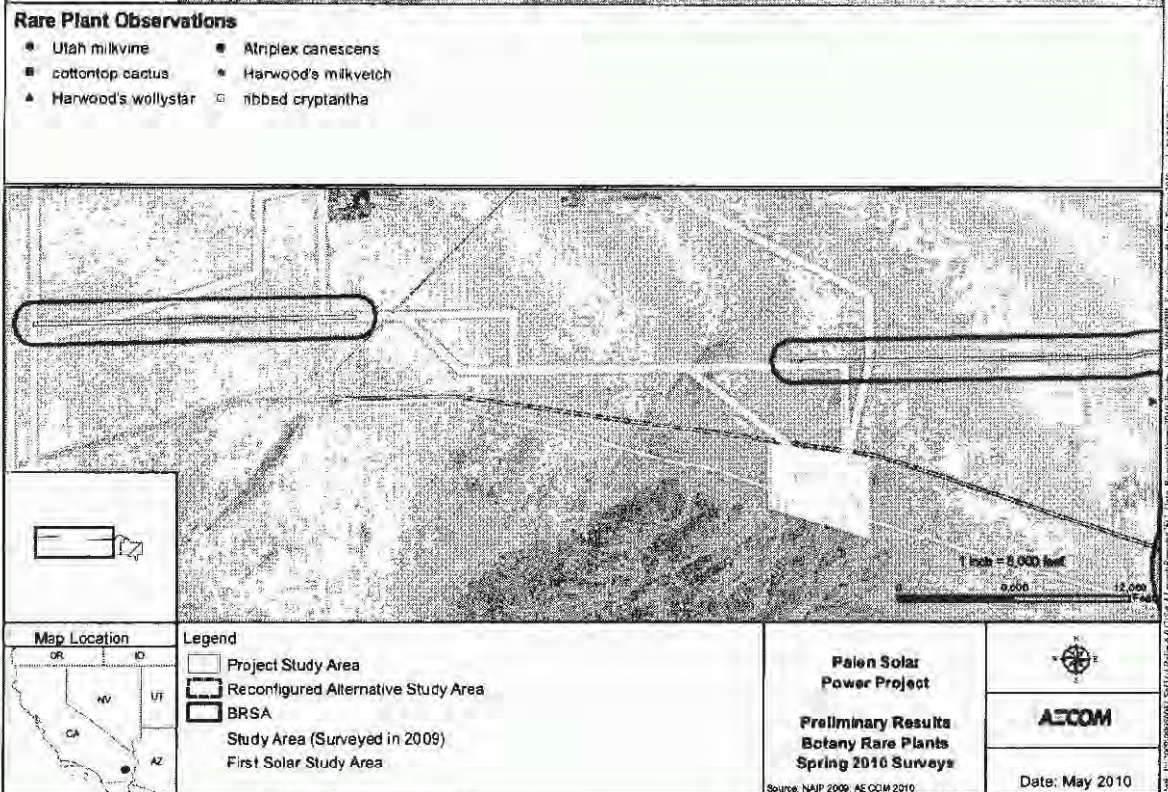 Rare Plant Observations
Utah milkvine
Atriplex canescens
cottontop cactus
Harwood's milkvetch
Harwood's wollystar
ribbed cryptantha
1 inch = 6,000 feet
0 6,000 12,000
Feet
Map Location
OR
ID
NV
UT
CA
AZ
Legend
Project Study Area
Reconfigured Alternative Study Area
BRSA
Study Area (Surveyed in 2009)
First Solar Study Area
Palen Solar
Power Project
Preliminary Results
Botany Rare Plants
Spring 2010 Surveys
Source: NAIP 2009; AECOM 2010
N
E
S
AECOM
Date: May 2010